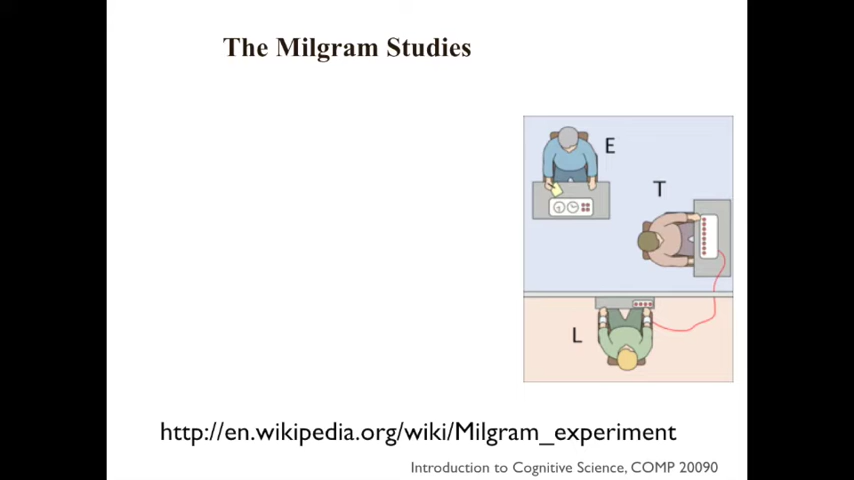 The Milgram Studies
E
T
L
http://en.wikipedia.org/wiki/Milgram_experiment
Introduction to Cognitive Science, COMP 20090